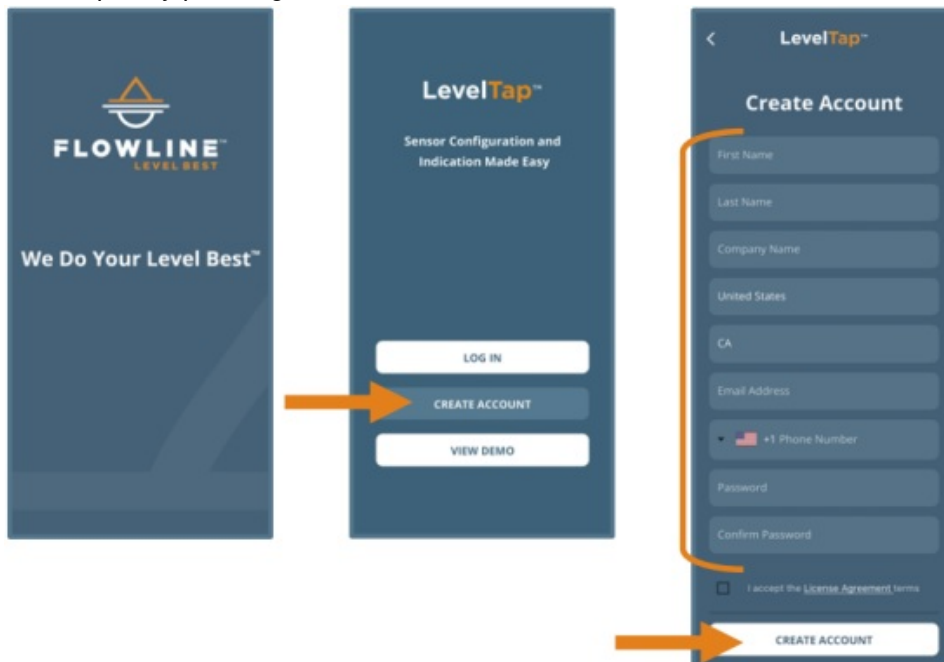 FLOWLINE™
LEVEL BEST
We Do Your Level Best™
LevelTap™
Sensor Configuration and
Indication Made Easy
LOG IN
CREATE ACCOUNT
VIEW DEMO
LevelTap™
Create Account
First Name
Last Name
Company Name
United States
CA
Email Address
+1 Phone Number
Password
Confirm Password
I accept the License Agreement terms
CREATE ACCOUNT